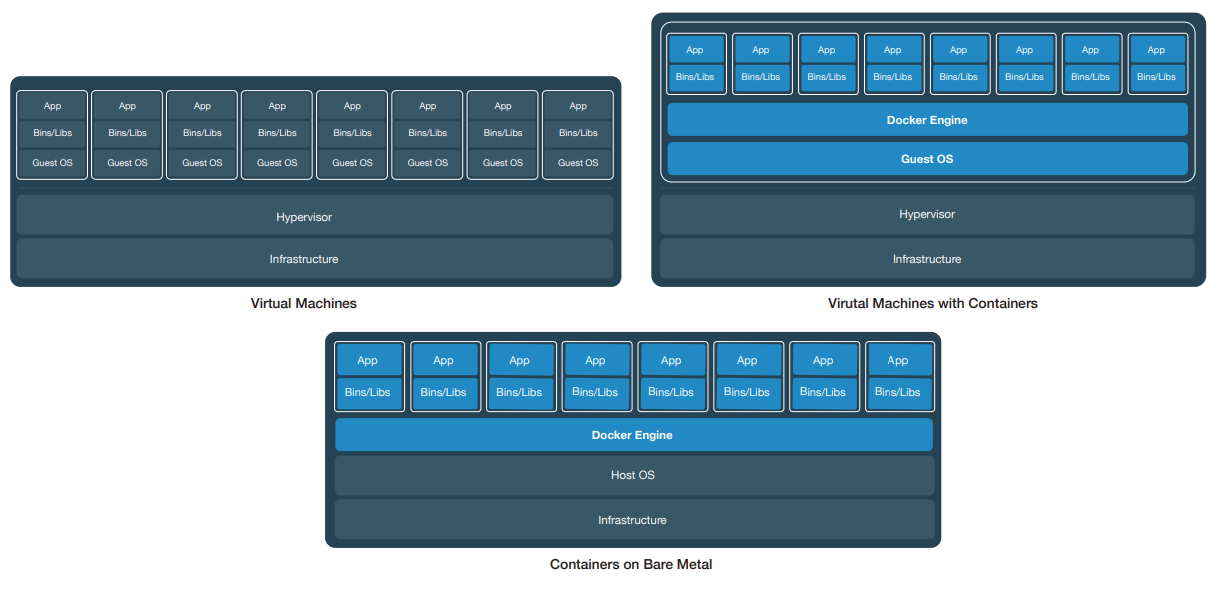 App App App App App App App App
Bins/Libs Bins/Libs Bins/Libs Bins/Libs Bins/Libs Bins/Libs Bins/Libs Bins/Libs
Guest OS Guest OS Guest OS Guest OS Guest OS Guest OS Guest OS Guest OS
Hypervisor
Infrastructure
Virtual Machines
App App App App App App App App
Bins/Libs Bins/Libs Bins/Libs Bins/Libs Bins/Libs Bins/Libs Bins/Libs Bins/Libs
Docker Engine
Guest OS
Hypervisor
Infrastructure
Virutal Machines with Containers
App App App App App App App App
Bins/Libs Bins/Libs Bins/Libs Bins/Libs Bins/Libs Bins/Libs Bins/Libs Bins/Libs
Docker Engine
Host OS
Infrastructure
Containers on Bare Metal